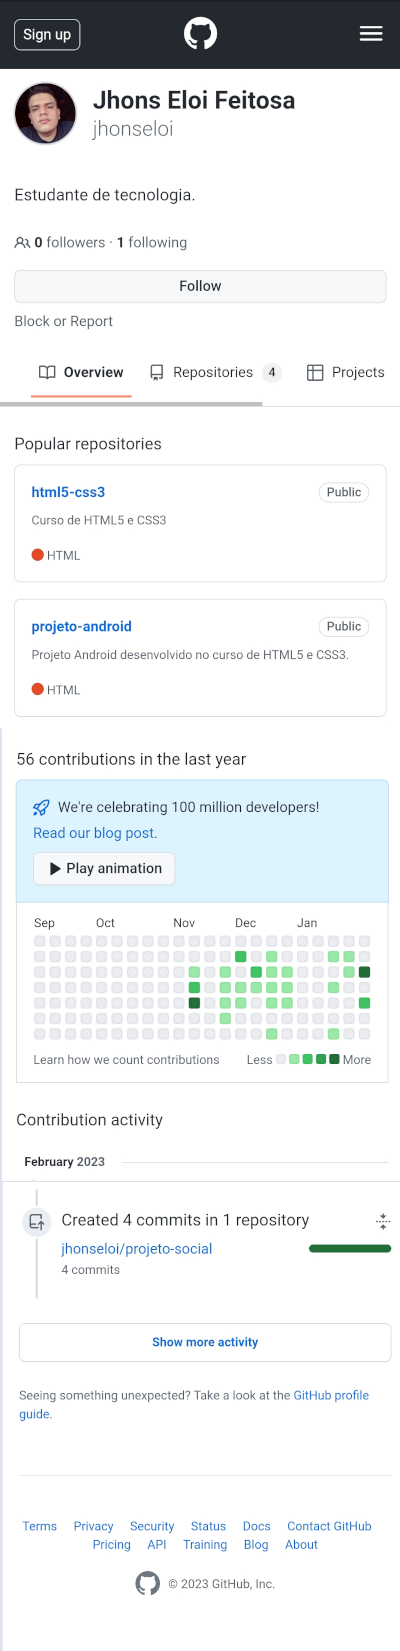 Sign up
Jhons Eloi Feitosa
jhonseloi
Estudante de tecnologia.
0 followers · 1 following
Follow
Block or Report
Overview Repositories 4 Projects
Popular repositories
html5-css3 Public
Curso de HTML5 e CSS3
HTML
projeto-android Public
Projeto Android desenvolvido no curso de HTML5 e CSS3.
HTML
56 contributions in the last year
We're celebrating 100 million developers!
Read our blog post.
Play animation
Sep Oct Nov Dec Jan
Learn how we count contributions Less More
Contribution activity
February 2023
Created 4 commits in 1 repository
jhonseloi/projeto-social
4 commits
Show more activity
Seeing something unexpected? Take a look at the GitHub profile
guide.
Terms Privacy Security Status Docs Contact GitHub
Pricing API Training Blog About
© 2023 GitHub, Inc.